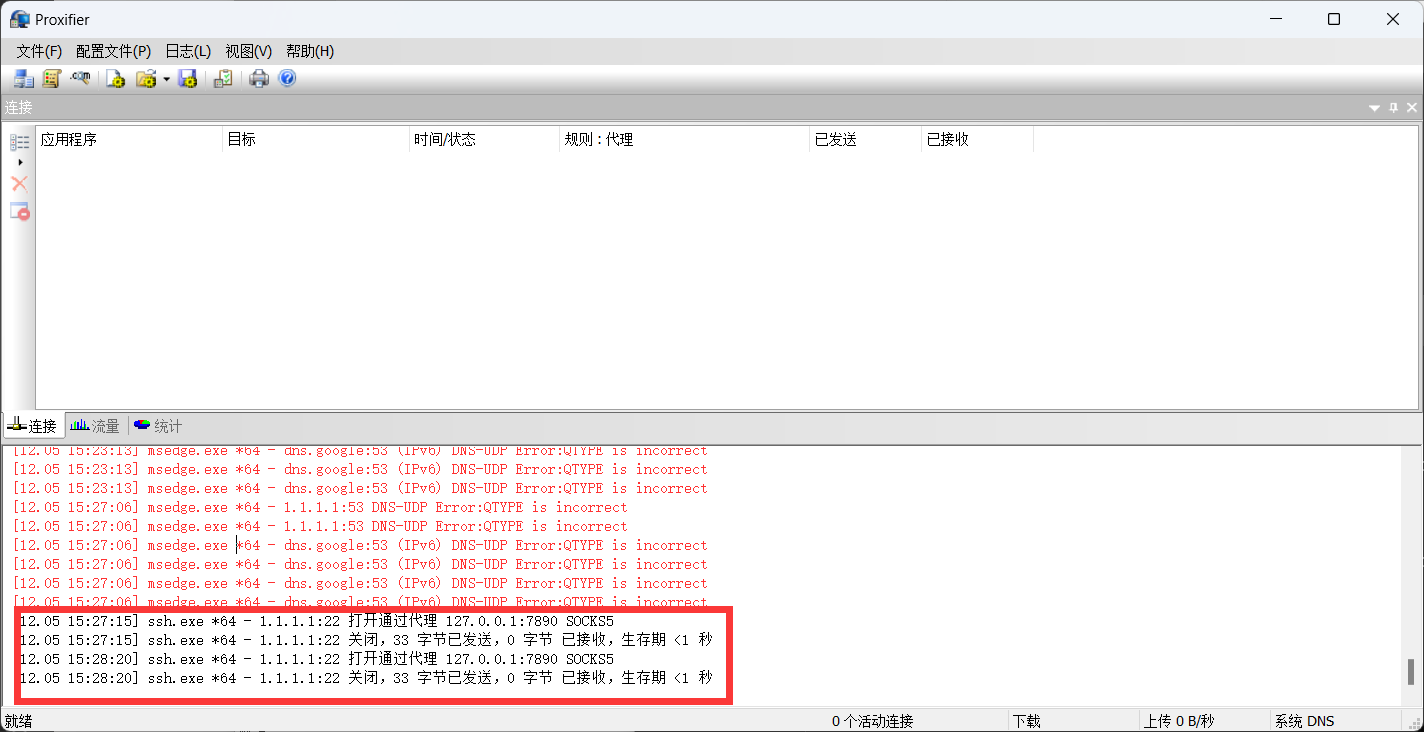 Proxifier
文件(F) 配置文件(P) 日志(L) 视图(V) 帮助(H)
连接
应用程序 目标 时间/状态 规则 : 代理 已发送 已接收
连接 流量 统计
[12.05 15:23:13] msedge.exe *64 - dns.google:53 (IPv6) DNS-UDP Error:QTYPE is incorrect
[12.05 15:23:13] msedge.exe *64 - dns.google:53 (IPv6) DNS-UDP Error:QTYPE is incorrect
[12.05 15:23:13] msedge.exe *64 - dns.google:53 (IPv6) DNS-UDP Error:QTYPE is incorrect
[12.05 15:27:06] msedge.exe *64 - 1.1.1.1:53 DNS-UDP Error:QTYPE is incorrect
[12.05 15:27:06] msedge.exe *64 - 1.1.1.1:53 DNS-UDP Error:QTYPE is incorrect
[12.05 15:27:06] msedge.exe *64 - dns.google:53 (IPv6) DNS-UDP Error:QTYPE is incorrect
[12.05 15:27:06] msedge.exe *64 - dns.google:53 (IPv6) DNS-UDP Error:QTYPE is incorrect
[12.05 15:27:06] msedge.exe *64 - dns.google:53 (IPv6) DNS-UDP Error:QTYPE is incorrect
[12.05 15:27:06] msedge.exe *64 - dns.google:53 (IPv6) DNS-UDP Error:QTYPE is incorrect
12.05 15:27:15] ssh.exe *64 - 1.1.1.1:22 打开通过代理 127.0.0.1:7890 SOCKS5
12.05 15:27:15] ssh.exe *64 - 1.1.1.1:22 关闭，33 字节已发送，0 字节 已接收，生存期 <1 秒
12.05 15:28:20] ssh.exe *64 - 1.1.1.1:22 打开通过代理 127.0.0.1:7890 SOCKS5
12.05 15:28:20] ssh.exe *64 - 1.1.1.1:22 关闭，33 字节已发送，0 字节 已接收，生存期 <1 秒
就绪 0 个活动连接 下载 上传 0 B/秒 系统 DNS